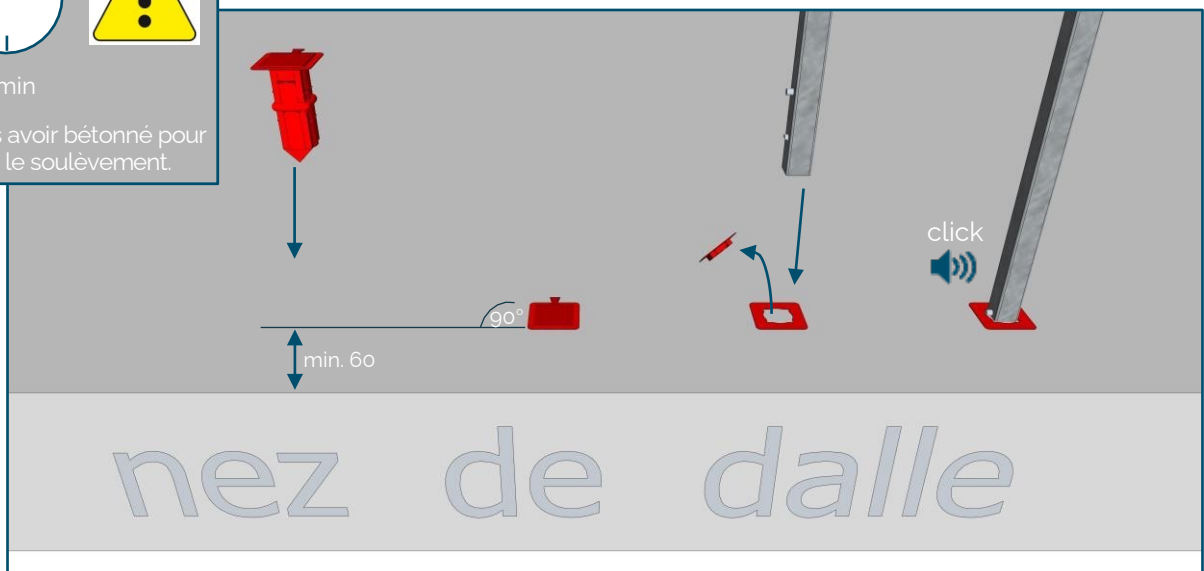 min
avoir bétonné pour
le soulèvement.
click
90°
min. 60
nez de dalle